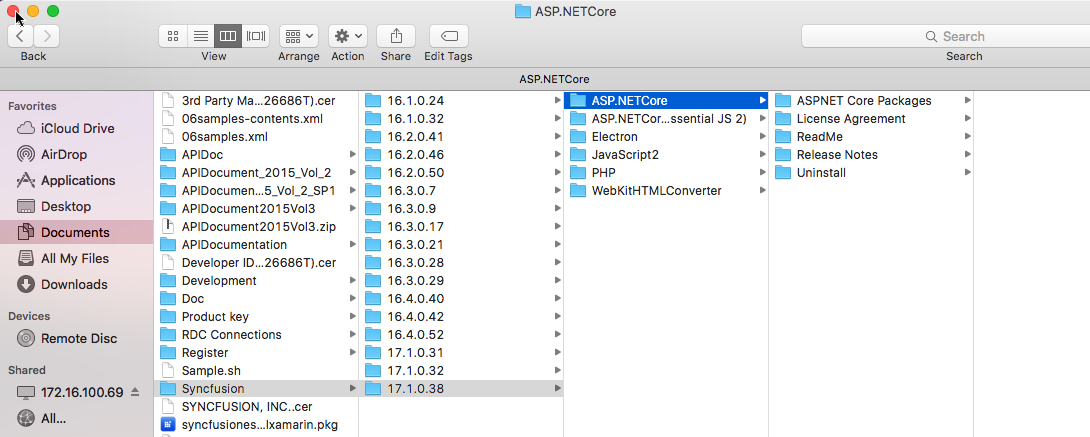 ASP.NETCore
Back
View
Arrange
Action
Share
Edit Tags
Search
Search
ASP.NETCore
Favorites
iCloud Drive
AirDrop
Applications
Desktop
Documents
All My Files
Downloads
Devices
Remote Disc
Shared
172.16.100.69
All...
3rd Party Ma...26686T).cer
06samples-contents.xml
06samples.xml
APIDoc
APIDocument_2015_Vol_2
APIDocumen...5_Vol_2_SP1
APIDocument2015Vol3
APIDocument2015Vol3.zip
APIDocumentation
Developer ID...26686T).cer
Development
Doc
Product key
RDC Connections
Register
Sample.sh
Syncfusion
SYNCFUSION, INC..cer
syncfusiones...lxamarin.pkg
16.1.0.24
16.1.0.32
16.2.0.41
16.2.0.46
16.2.0.50
16.3.0.7
16.3.0.9
16.3.0.17
16.3.0.21
16.3.0.28
16.3.0.29
16.4.0.40
16.4.0.42
16.4.0.52
17.1.0.31
17.1.0.32
17.1.0.38
ASP.NETCore
ASP.NETCor...ssential JS 2)
Electron
JavaScript2
PHP
WebKitHTMLConverter
ASPNET Core Packages
License Agreement
ReadMe
Release Notes
Uninstall